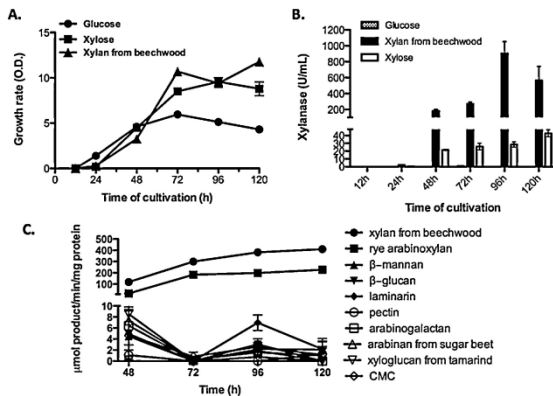 A.
Glucose
Xylose
Xylan from beechwood
Growth rate (O.D.)
15
10
5
0
0 24 48 72 96 120
Time of cultivation (h)
B.
Glucose
Xylan from beechwood
Xylose
Xylanase (U/mL)
1200
1000
800
600
400
200
50
40
30
20
10
0
12h 24h 48h 72h 96h 120h
Time of cultivation
C.
μmol product/min/mg protein
500
400
300
200
100
0
10
8
6
4
2
0
48 72 96 120
Time (h)
xylan from beechwood
rye arabinoxylan
β-mannan
β-glucan
laminarin
pectin
arabinogalactan
arabinan from sugar beet
xyloglucan from tamarind
CMC